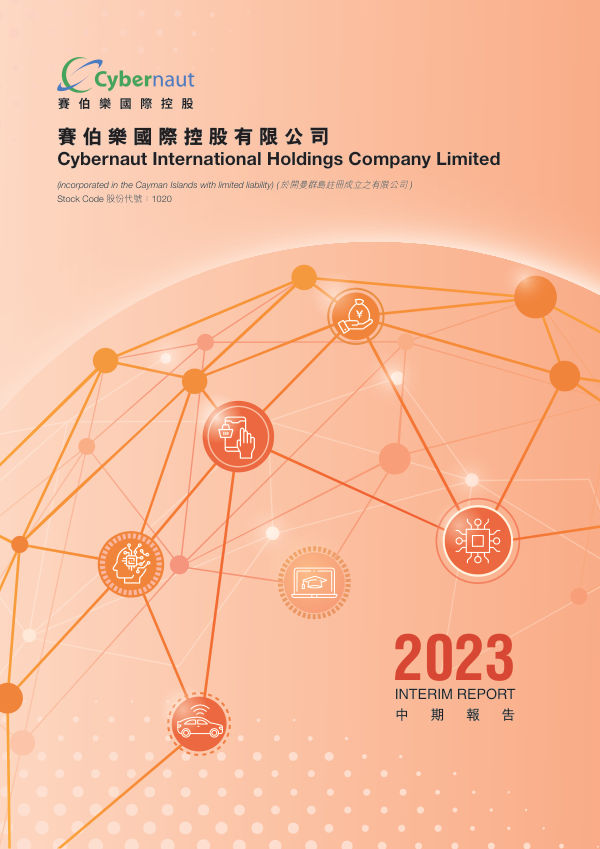 Cybernaut
賽伯樂國際控股
賽伯樂國際控股有限公司
Cybernaut International Holdings Company Limited
(incorporated in the Cayman Islands with limited liability) (於開曼群島註冊成立之有限公司)
Stock Code 股份代號：1020
¥
2023
INTERIM REPORT
中期報告